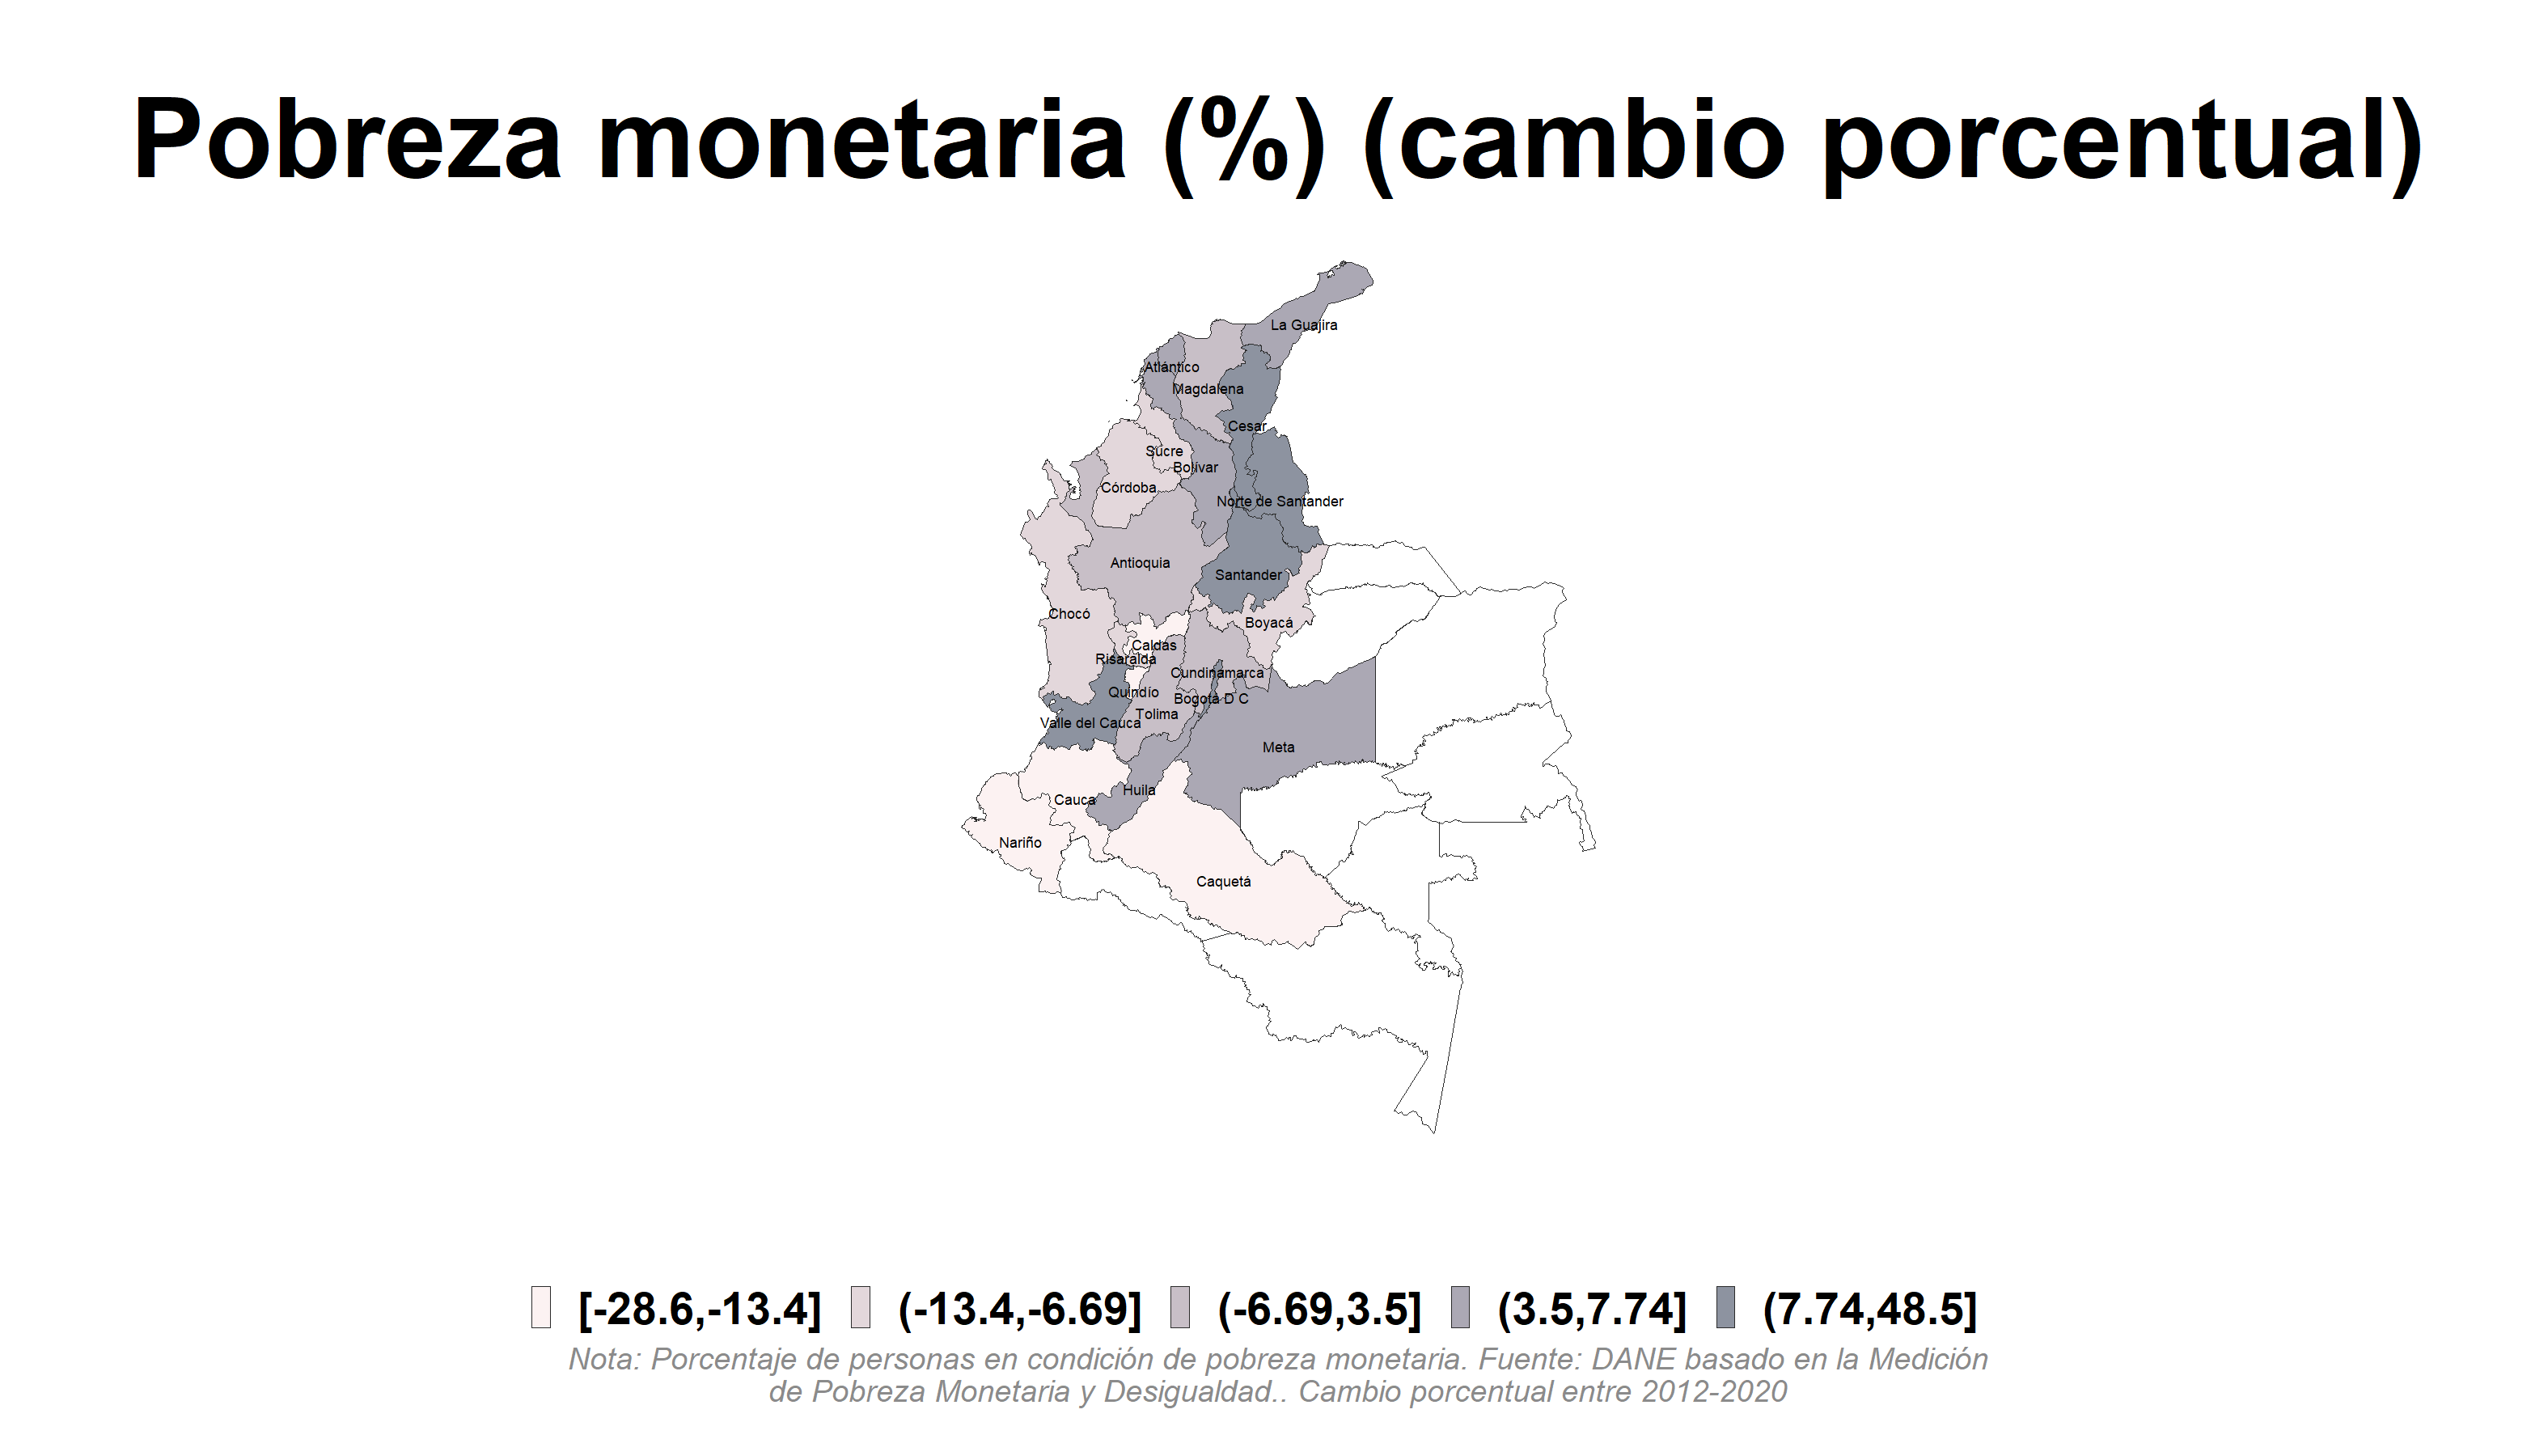 Pobreza monetaria (%) (cambio porcentual)
La Guajira
Atlántico
Magdalena
Cesar
Sucre
Bolívar
Córdoba
Norte de Santander
Antioquia
Santander
Chocó
Boyacá
Caldas
Risaralda
Cundinamarca
Quindío
Bogotá D C
Tolima
Valle del Cauca
Meta
Huila
Cauca
Nariño
Caquetá
[-28.6,-13.4] (-13.4,-6.69] (-6.69,3.5] (3.5,7.74] (7.74,48.5]
Nota: Porcentaje de personas en condición de pobreza monetaria. Fuente: DANE basado en la Medición
de Pobreza Monetaria y Desigualdad.. Cambio porcentual entre 2012-2020